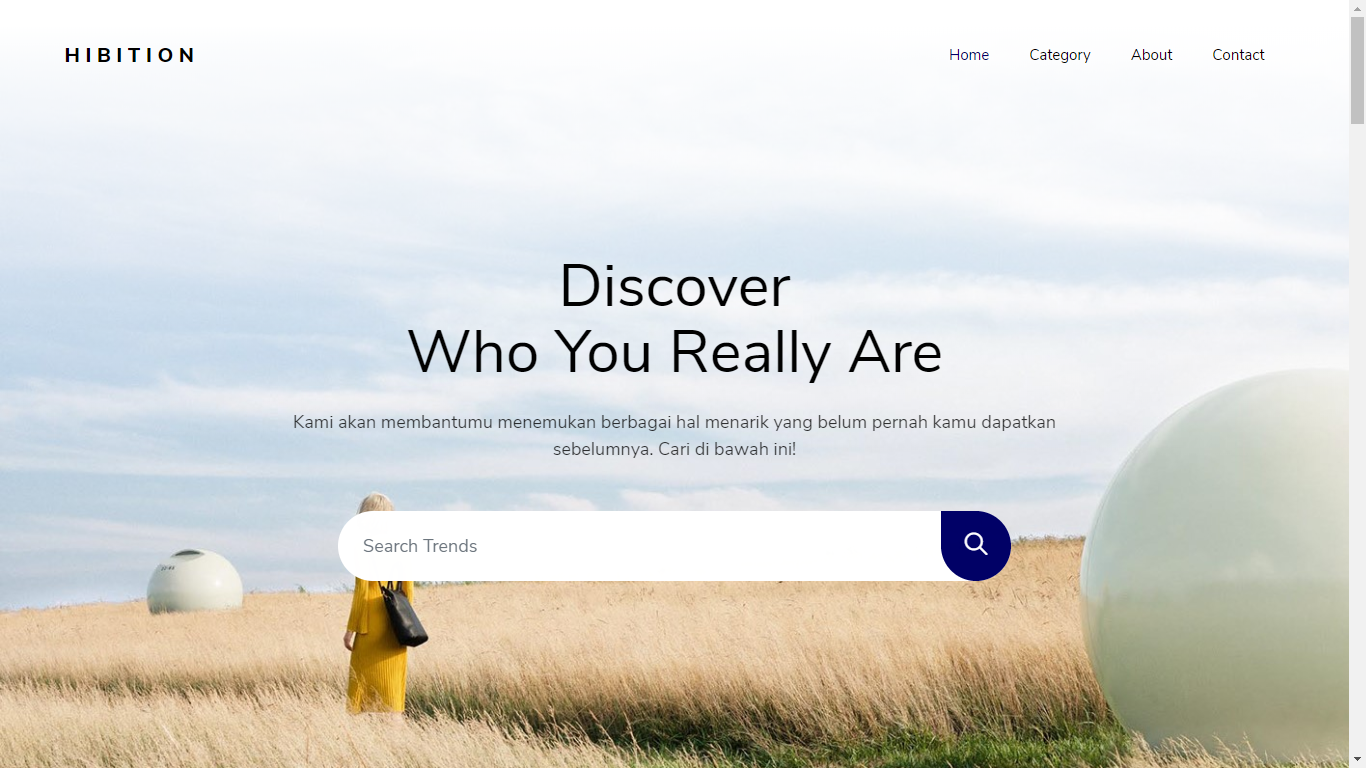 HIBITION
Home Category About Contact
Discover
Who You Really Are
Kami akan membantumu menemukan berbagai hal menarik yang belum pernah kamu dapatkan
sebelumnya. Cari di bawah ini!
Search Trends